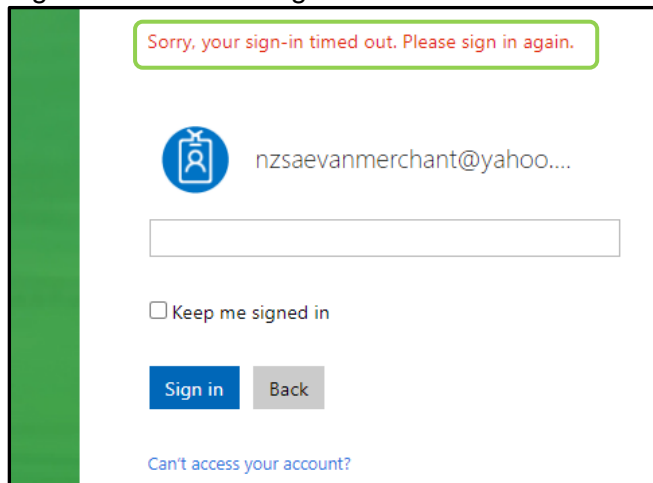 Sorry, your sign-in timed out. Please sign in again.
nzsaevanmerchant@yahoo....
Keep me signed in
Sign in
Back
Can't access your account?